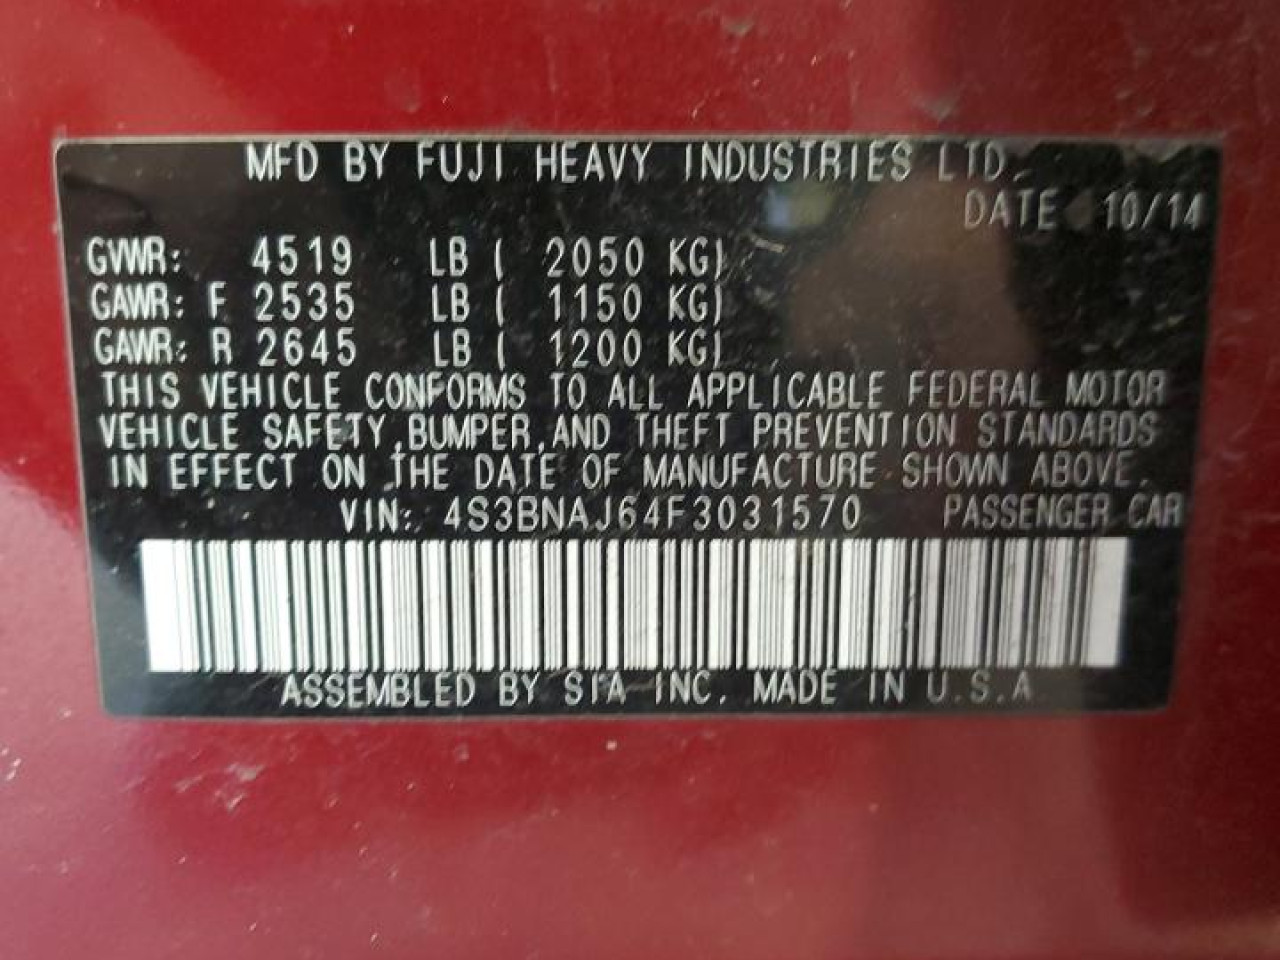 MFD BY FUJI HEAVY INDUSTRIES LTD.
DATE 10/14
GVWR: 4519 LB ( 2050 KG)
GAWR: F 2535 LB ( 1150 KG)
GAWR: R 2645 LB ( 1200 KG)
THIS VEHICLE CONFORMS TO ALL APPLICABLE FEDERAL MOTOR
VEHICLE SAFETY, BUMPER, AND THEFT PREVENTION STANDARDS
IN EFFECT ON THE DATE OF MANUFACTURE SHOWN ABOVE.
VIN: 4S3BNAJ64F3031570 PASSENGER CAR
ASSEMBLED BY SIA INC. MADE IN U.S.A